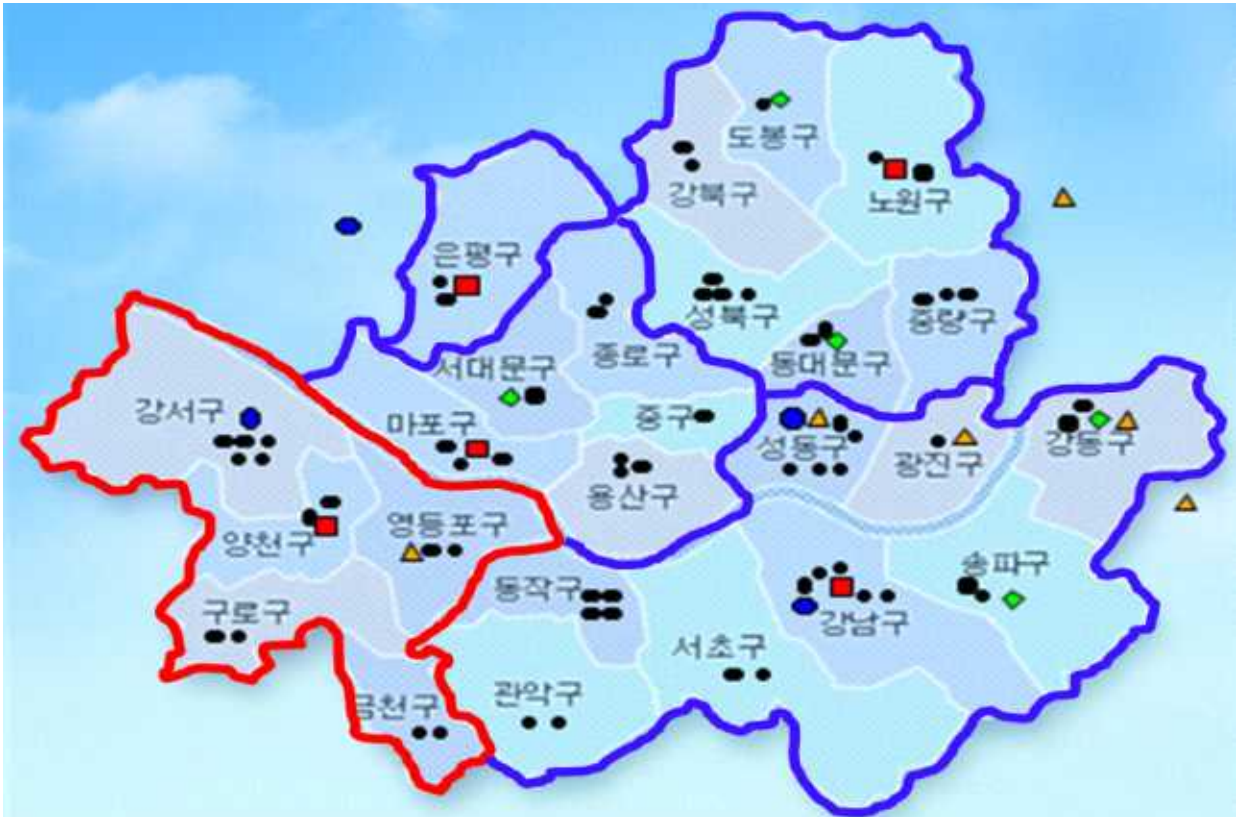 도봉구
강북구
노원구
은평구
성북구
중랑구
종로구
동대문구
서대문구
강서구
마포구
중구
성동구
강동구
광진구
용산구
영등포구
양천구
송파구
동작구
구로구
강남구
서초구
관악구
금천구